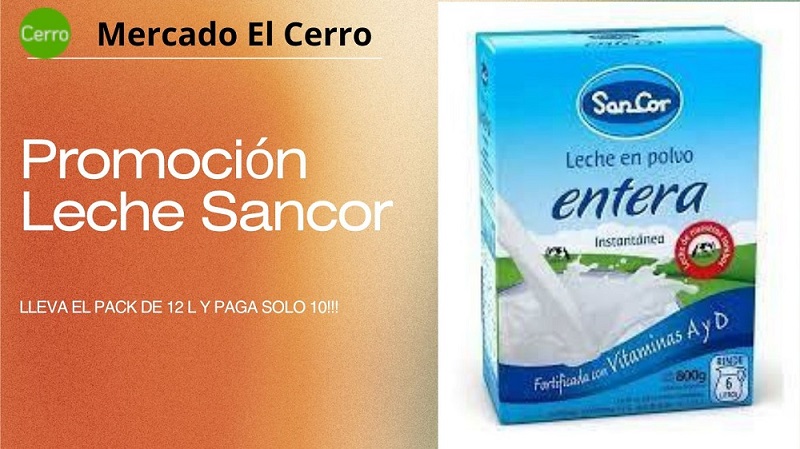 Cerro
Mercado El Cerro
Promoción
Leche Sancor
LLEVA EL PACK DE 12 L Y PAGA SOLO 10!!!
SanCor
Leche en polvo
entera
Instantánea
Fortificada con Vitaminas A y D
800g
RINDE
6
LITROS